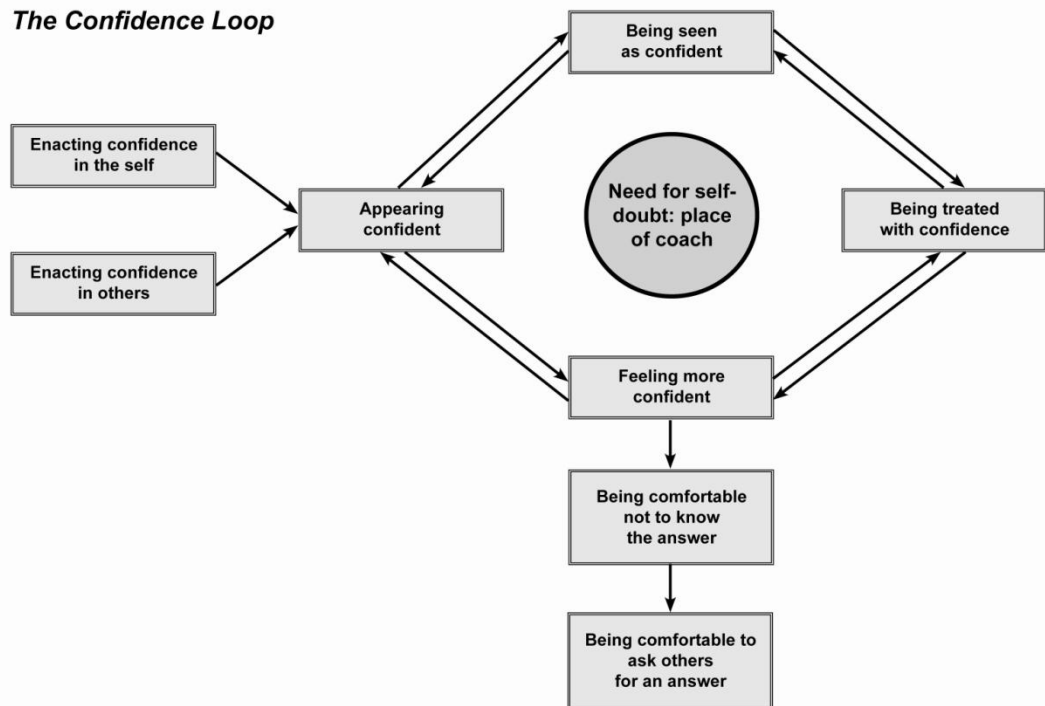 The Confidence Loop
Being seen
as confident
Enacting confidence
in the self
Appearing
confident
Need for self-
doubt: place
of coach
Being treated
with confidence
Enacting confidence
in others
Feeling more
confident
Being comfortable
not to know
the answer
Being comfortable to
ask others
for an answer